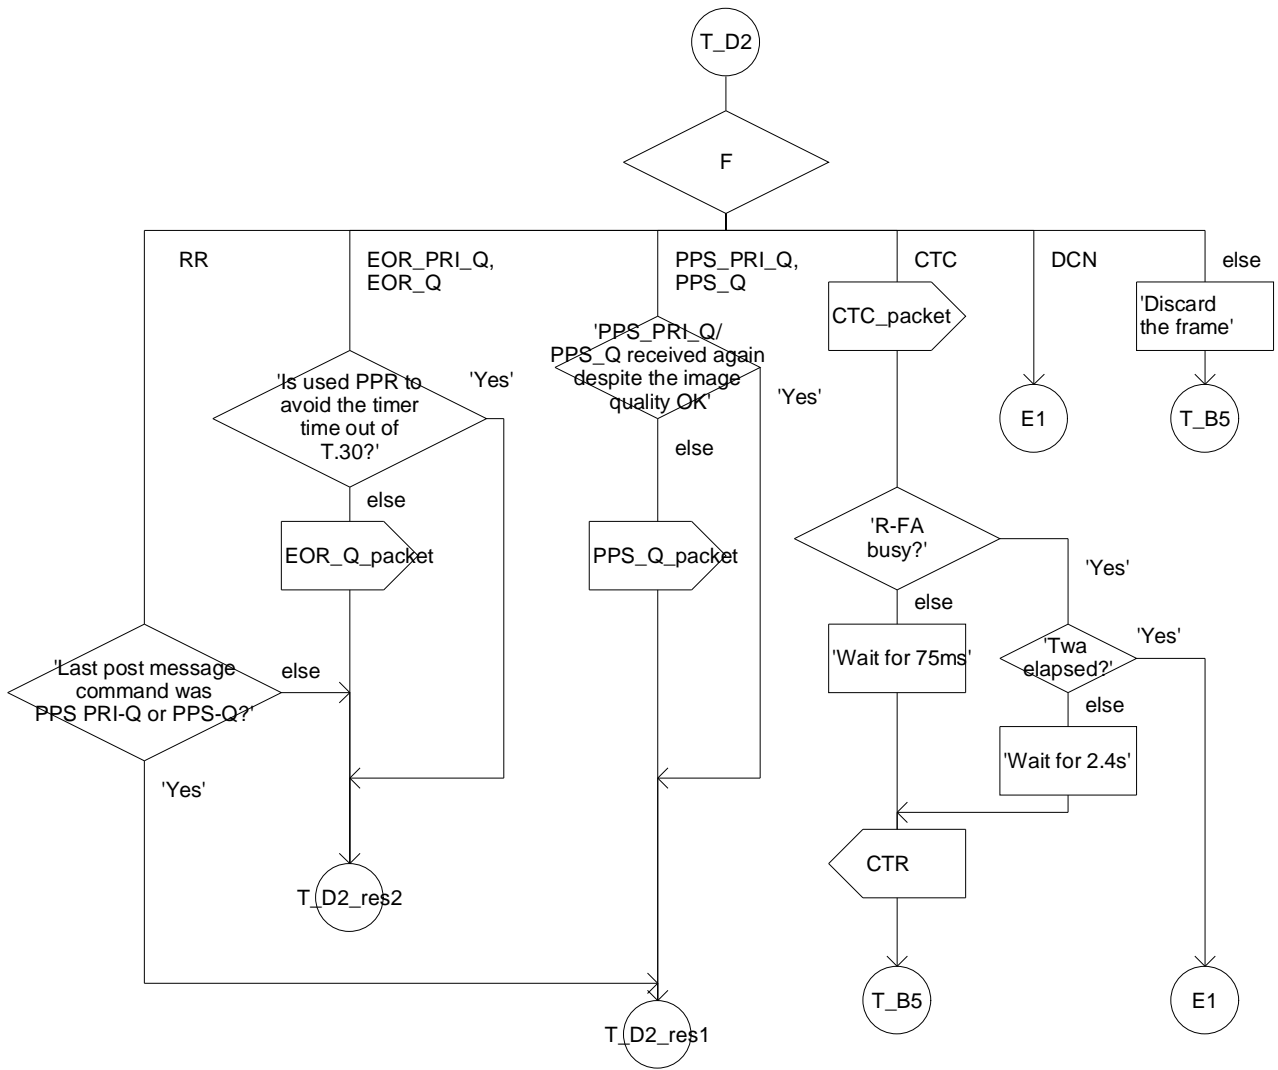 T_D2
F
RR
EOR_PRI_Q,
EOR_Q
PPS_PRI_Q,
PPS_Q
CTC
DCN
else
CTC_packet
'Discard
the frame'
'PPS_PRI_Q/
PPS_Q received again
despite the image
quality OK'
'Yes'
'Is used PPR to
avoid the timer
time out of
T.30?'
'Yes'
E1
T_B5
else
else
EOR_Q_packet
PPS_Q_packet
'R-FA
busy?'
'Yes'
else
'Wait for 75ms'
'Twa
elapsed?'
'Yes'
else
'Last post message
command was
PPS PRI-Q or PPS-Q?'
else
'Yes'
'Wait for 2.4s'
CTR
T_D2_res2
T_B5
E1
T_D2_res1